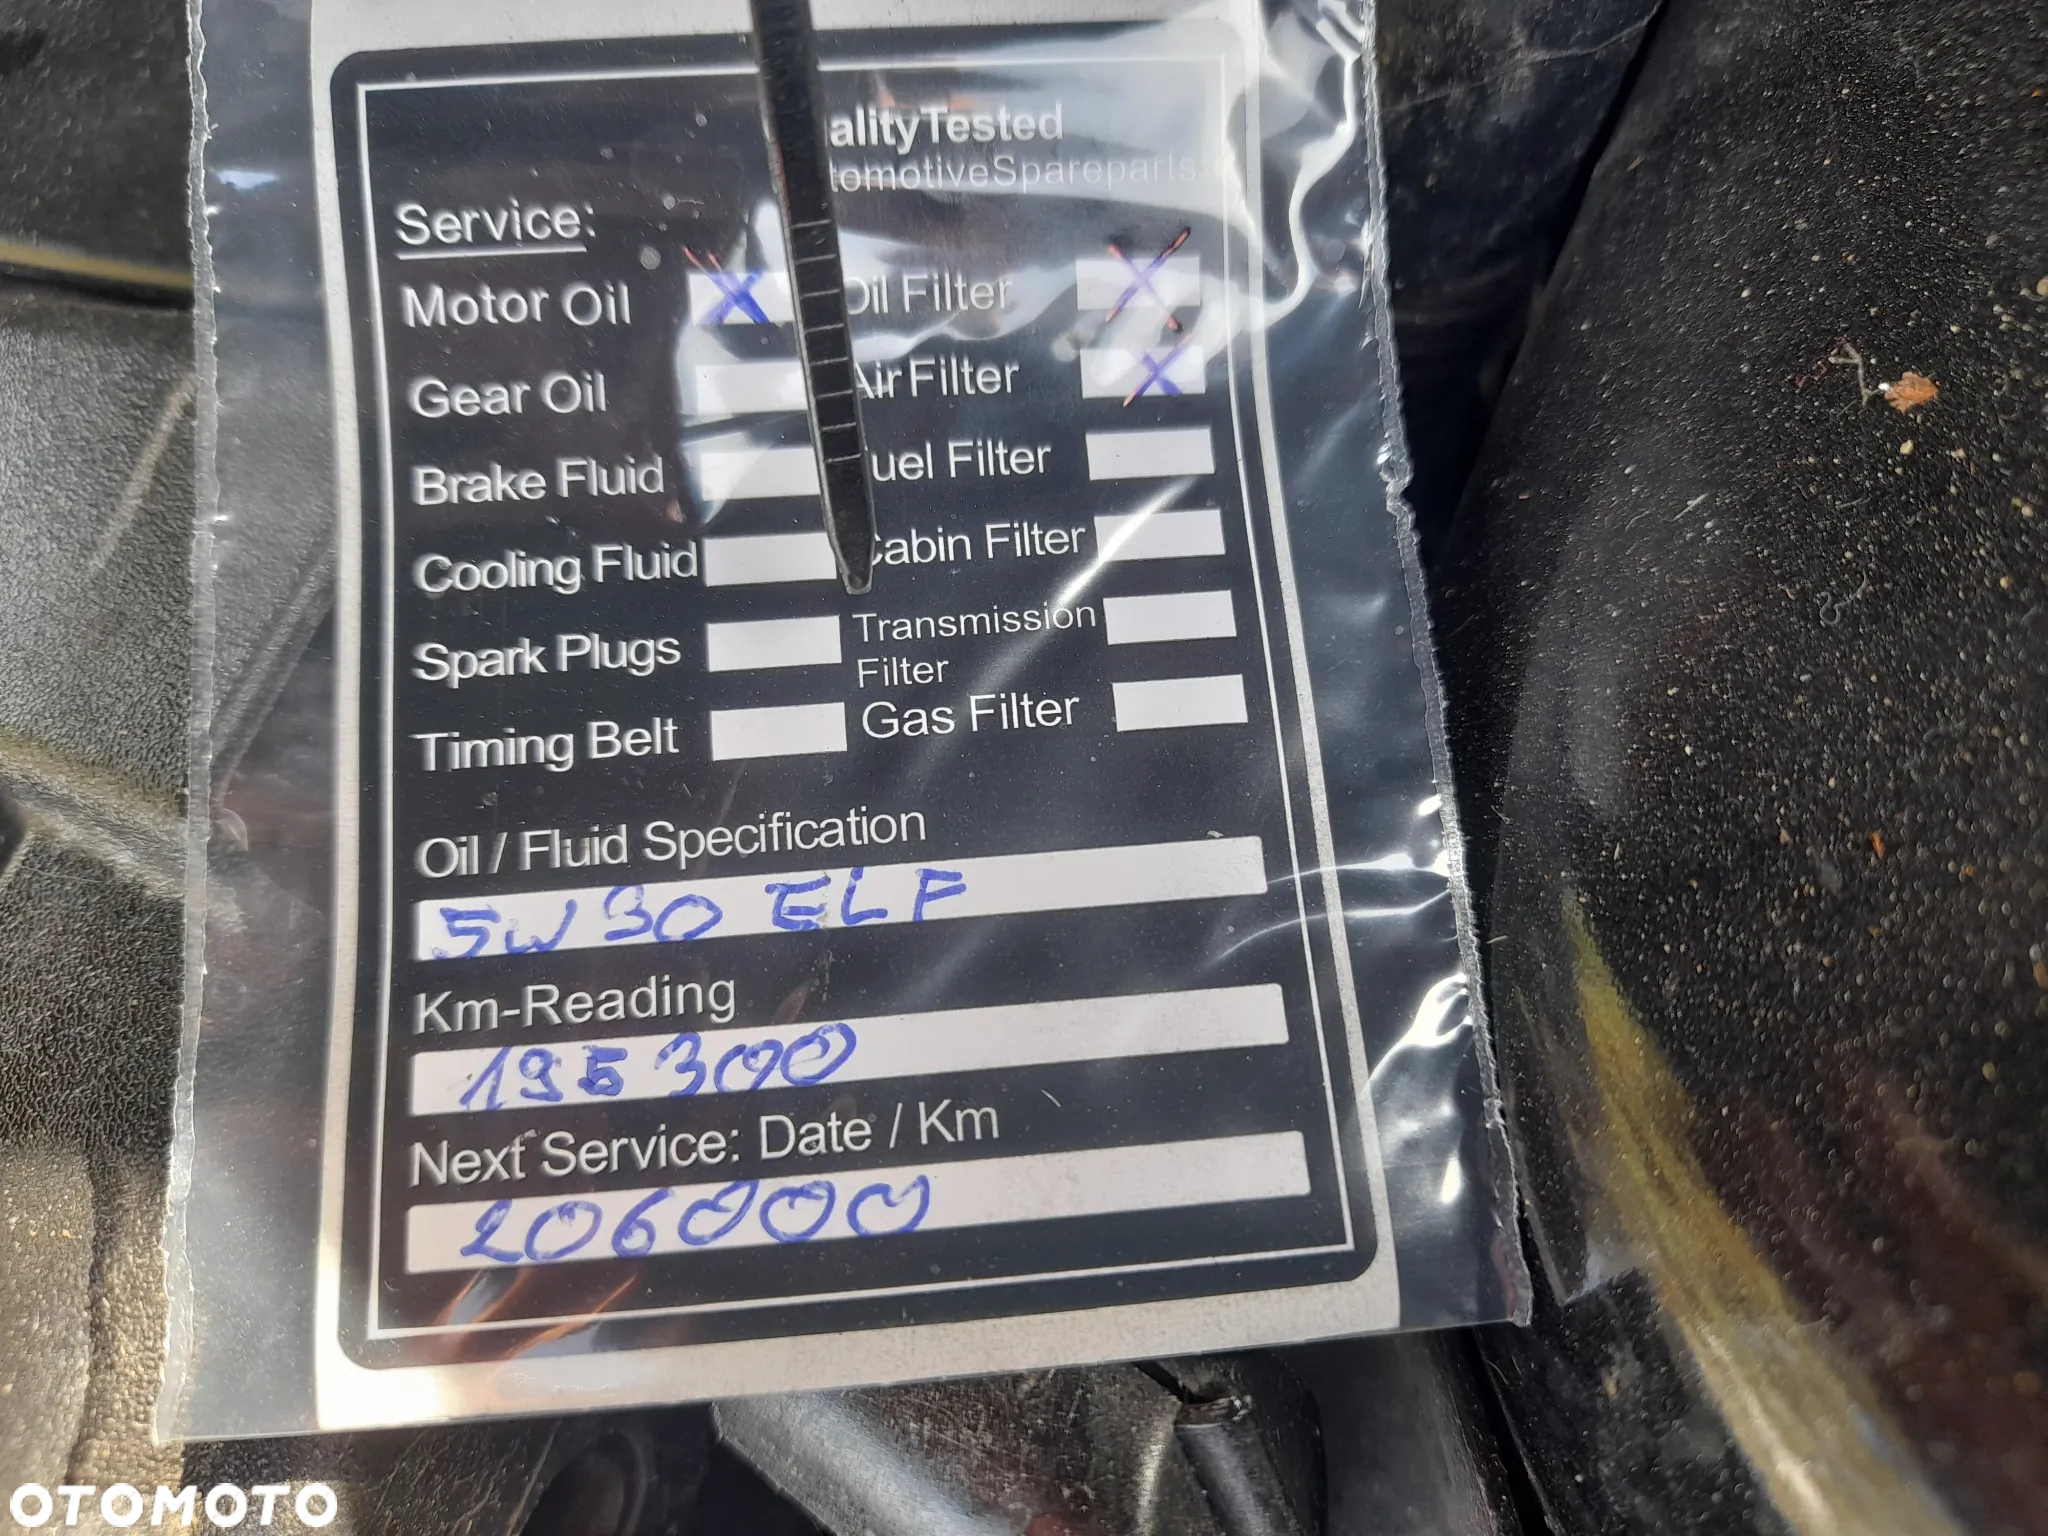 alityTested
tomotiveSpareparts
Service:
Motor Oil X Oil Filter X
Gear Oil Air Filter X
Brake Fluid uel Filter
Cooling Fluid Cabin Filter
Spark Plugs Transmission
Filter
Timing Belt Gas Filter
Oil / Fluid Specification
5W30 ELF
Km-Reading
195300
Next Service: Date / Km
206000
OTOMOTO